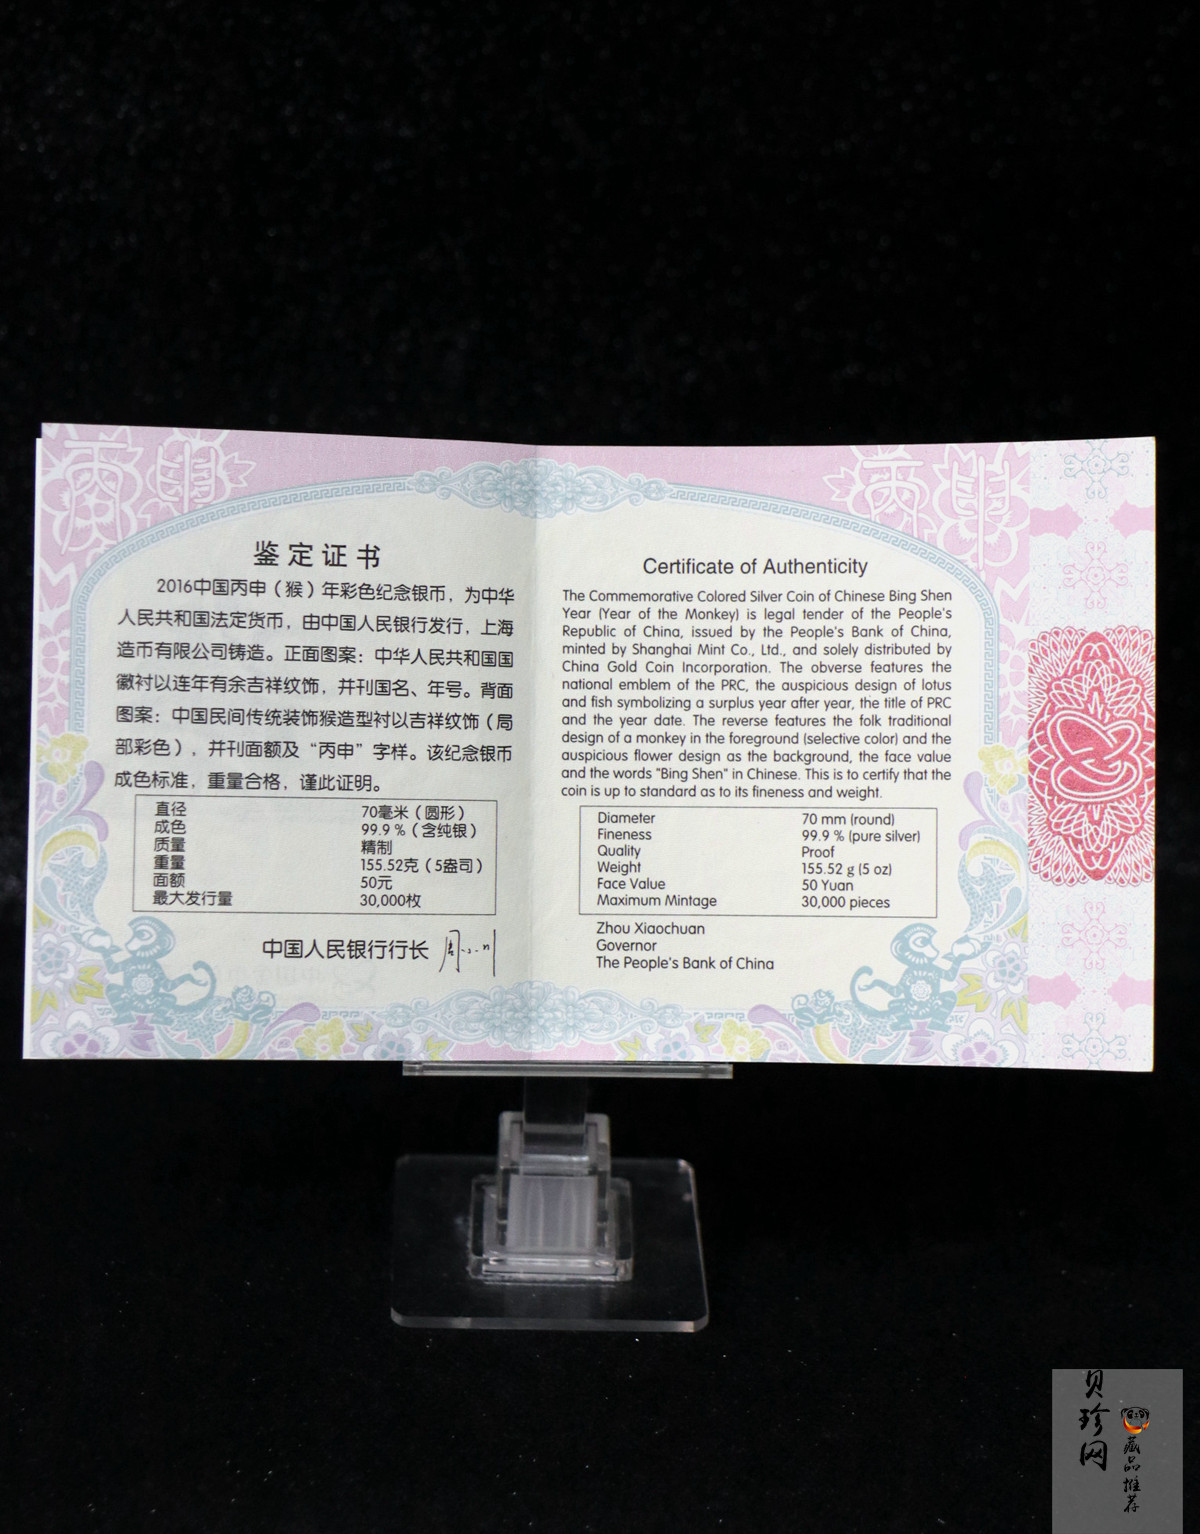 丙申
丙申
鉴定证书
2016中国丙申（猴）年彩色纪念银币，为中华
人民共和国法定货币，由中国人民银行发行，上海
造币有限公司铸造。正面图案：中华人民共和国国
徽衬以连年有余吉祥纹饰，并刊国名、年号。背面
图案：中国民间传统装饰猴造型衬以吉祥纹饰（局
部彩色），并刊面额及“丙申”字样。该纪念银币
成色标准，重量合格，谨此证明。
直径 70毫米（圆形）
成色 99.9 %（含纯银）
质量 精制
重量 155.52克（5盎司）
面额 50元
最大发行量 30,000枚
中国人民银行行长
Certificate of Authenticity
The Commemorative Colored Silver Coin of Chinese Bing Shen
Year (Year of the Monkey) is legal tender of the People's
Republic of China, issued by the People's Bank of China,
minted by Shanghai Mint Co., Ltd., and solely distributed by
China Gold Coin Incorporation. The obverse features the
national emblem of the PRC, the auspicious design of lotus
and fish symbolizing a surplus year after year, the title of PRC
and the year date. The reverse features the folk traditional
design of a monkey in the foreground (selective color) and the
auspicious flower design as the background, the face value
and the words "Bing Shen" in Chinese. This is to certify that the
coin is up to standard as to its fineness and weight.
Diameter 70 mm (round)
Fineness 99.9 % (pure silver)
Quality Proof
Weight 155.52 g (5 oz)
Face Value 50 Yuan
Maximum Mintage 30,000 pieces
Zhou Xiaochuan
Governor
The People's Bank of China
贝珍网
藏品推荐